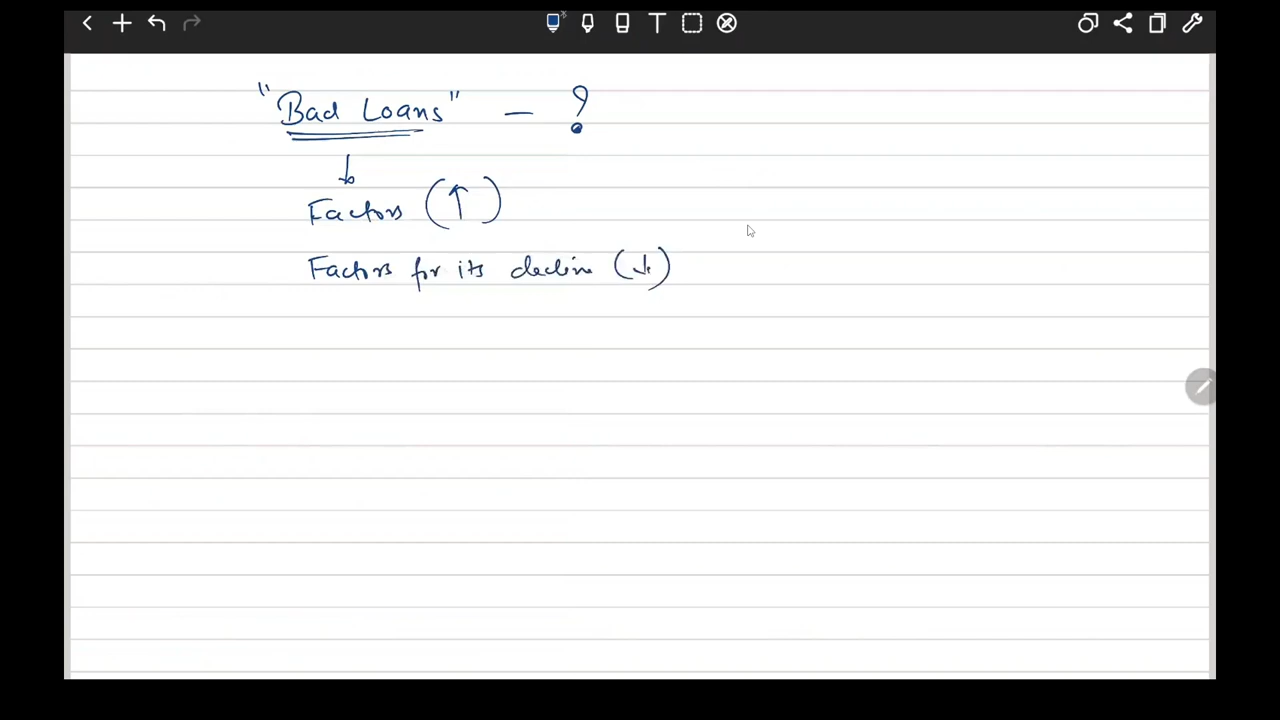 "Bad Loans" - ?
↓
Factors (↑)
Factors for its decline (↓)